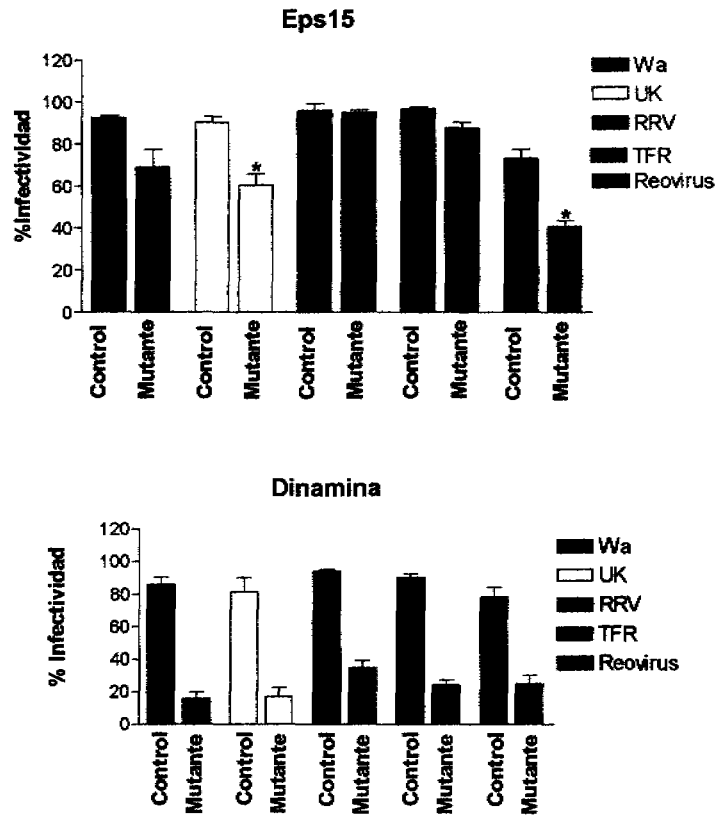 Eps15
%Infectividad
120
100
80
60
40
20
0
*
*
Wa
UK
RRV
TFR
Reovirus
Control
Mutante
Control
Mutante
Control
Mutante
Control
Mutante
Control
Mutante
Dinamina
% Infectividad
120
100
80
60
40
20
0
Wa
UK
RRV
TFR
Reovirus
Control
Mutante
Control
Mutante
Control
Mutante
Control
Mutante
Control
Mutante